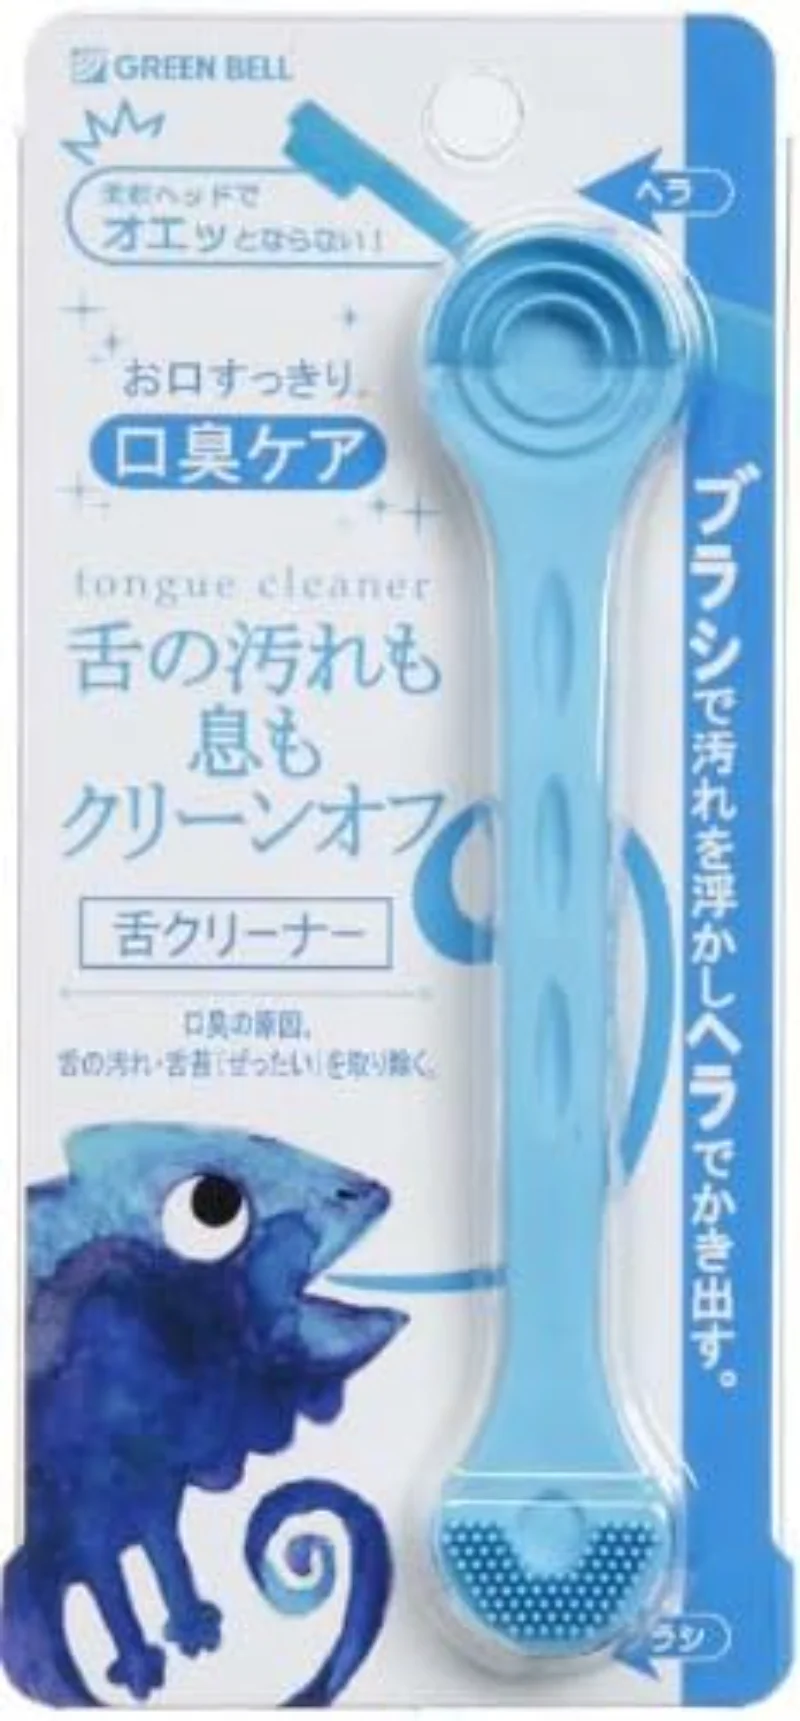 GREEN BELL
柔軟ヘッドで
オエッとならない!
ヘラ
お口すっきり。
口臭ケア
tongue cleaner
舌の汚れも
息も
クリーンオフ
舌クリーナー
口臭の原因、
舌の汚れ・舌苔(ぜったい)を取り除く。
ブラシで汚れを浮かしヘラでかき出す。
ラシ